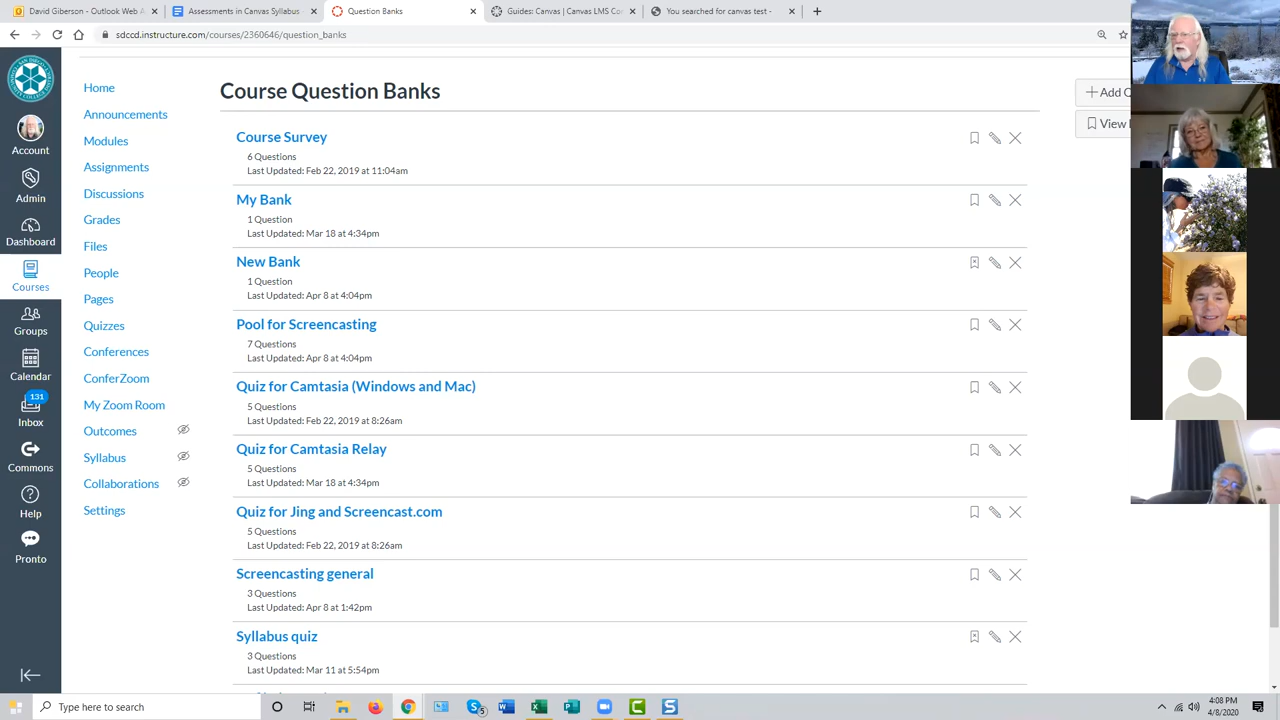 David Giberson - Outlook Web A
Assessments in Canvas Syllabus -
Question Banks
Guides: Canvas | Canvas LMS Co
You searched for canvas test -
sdccd.instructure.com/courses/2360646/question_banks
Account
Admin
Dashboard
Courses
Groups
Calendar
131
Inbox
Commons
Help
Pronto
Home
Announcements
Modules
Assignments
Discussions
Grades
Files
People
Pages
Quizzes
Conferences
ConferZoom
My Zoom Room
Outcomes
Syllabus
Collaborations
Settings
Course Question Banks
Add Q
View
Course Survey
6 Questions
Last Updated: Feb 22, 2019 at 11:04am
My Bank
1 Question
Last Updated: Mar 18 at 4:34pm
New Bank
1 Question
Last Updated: Apr 8 at 4:04pm
Pool for Screencasting
7 Questions
Last Updated: Apr 8 at 4:04pm
Quiz for Camtasia (Windows and Mac)
5 Questions
Last Updated: Feb 22, 2019 at 8:26am
Quiz for Camtasia Relay
5 Questions
Last Updated: Mar 18 at 4:34pm
Quiz for Jing and Screencast.com
5 Questions
Last Updated: Feb 22, 2019 at 8:26am
Screencasting general
3 Questions
Last Updated: Apr 8 at 1:42pm
Syllabus quiz
3 Questions
Last Updated: Mar 11 at 5:54pm
Type here to search
5
4:08 PM
4/8/2020